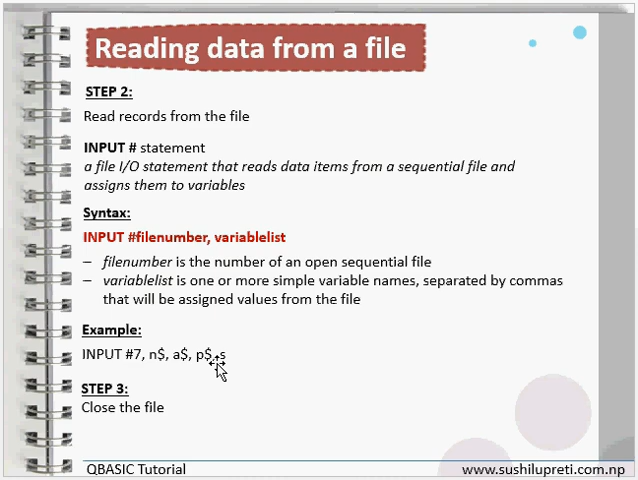 Reading data from a file
STEP 2:
Read records from the file
INPUT # statement
a file I/O statement that reads data items from a sequential file and
assigns them to variables
Syntax:
INPUT #filenumber, variablelist
– filenumber is the number of an open sequential file
– variablelist is one or more simple variable names, separated by commas
that will be assigned values from the file
Example:
INPUT #7, n$, a$, p$, s
STEP 3:
Close the file
QBASIC Tutorial
www.sushilupreti.com.np